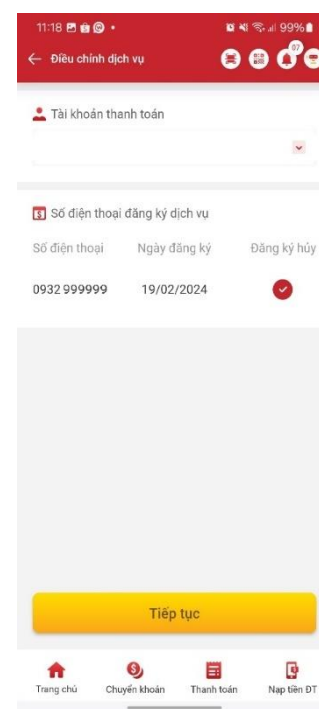 11:18 99%
Điều chỉnh dịch vụ 07
Tài khoản thanh toán
Số điện thoại đăng ký dịch vụ
Số điện thoại Ngày đăng ký Đăng ký hủy
0932 999999 19/02/2024
Tiếp tục
Trang chủ Chuyển khoản Thanh toán Nạp tiền ĐT